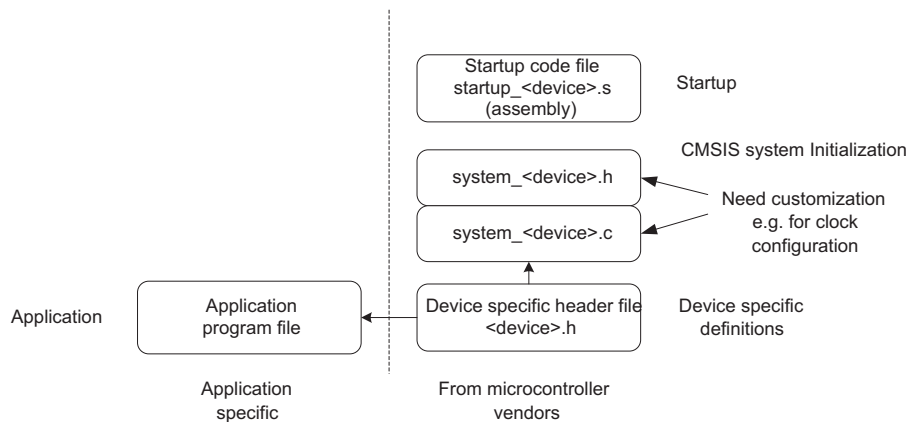 Startup code file
startup_<device>.s
(assembly)
Startup
CMSIS system Initialization
system_<device>.h
Need customization
e.g. for clock
configuration
system_<device>.c
Application
Application
program file
Device specific header file
<device>.h
Device specific
definitions
Application
specific
From microcontroller
vendors